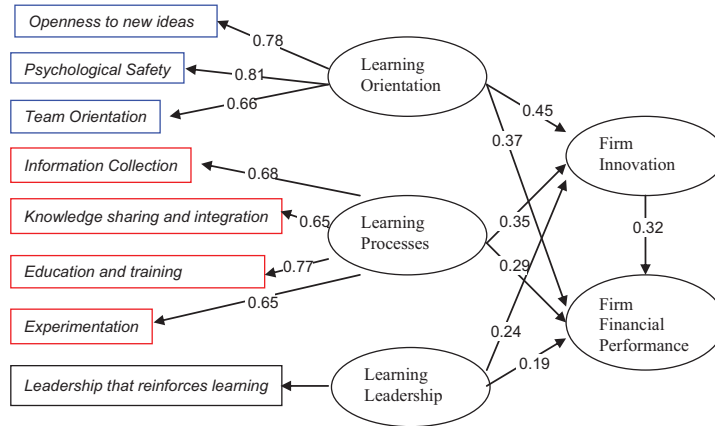 Openness to new ideas
0.78
Learning
Orientation
Psychological Safety
0.81
0.66
Team Orientation
0.45
0.37
Firm
Innovation
Information Collection
0.68
Knowledge sharing and integration
0.65
Learning
Processes
0.35
0.32
Education and training
0.77
0.29
Experimentation
0.65
Firm
Financial
Performance
0.24
0.19
Leadership that reinforces learning
Learning
Leadership